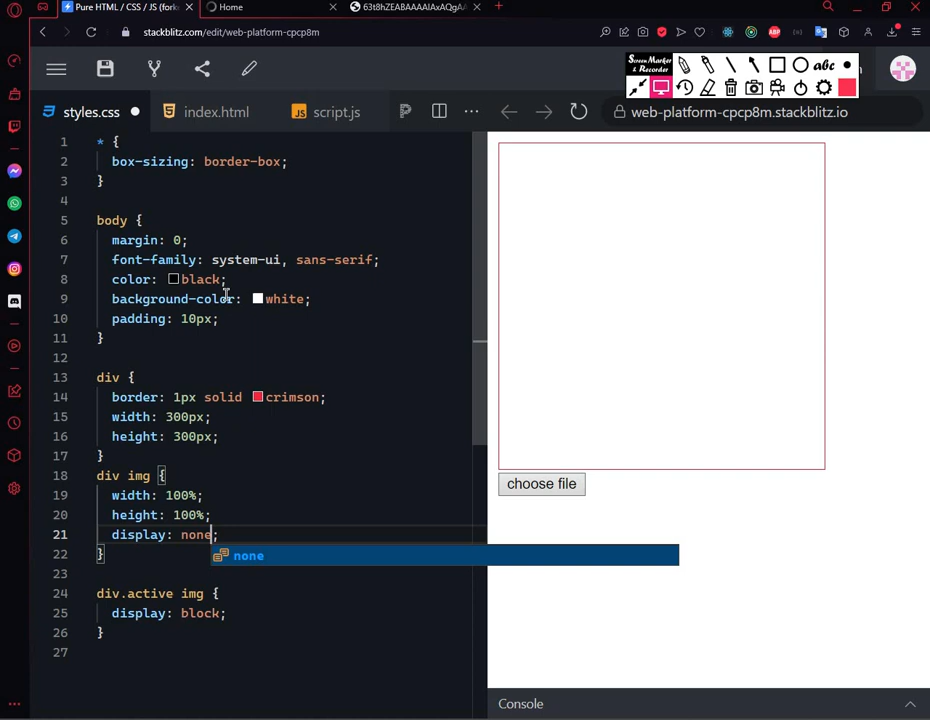 Pure HTML / CSS / JS (fork
Home
63t8hZEABAAAAIAxAQgAA
stackblitz.com/edit/web-platform-cpcp8m
Screen Marker & Recorder
abc
styles.css
index.html
JS script.js
web-platform-cpcp8m.stackblitz.io
1 * {
2 box-sizing: border-box;
3 }
4
5 body {
6 margin: 0;
7 font-family: system-ui, sans-serif;
8 color: black;
9 background-color: white;
10 padding: 10px;
11 }
12
13 div {
14 border: 1px solid crimson;
15 width: 300px;
16 height: 300px;
17 }
18 div img {
19 width: 100%;
20 height: 100%;
21 display: none;
22 }
none
23
24 div.active img {
25 display: block;
26 }
27
choose file
Console